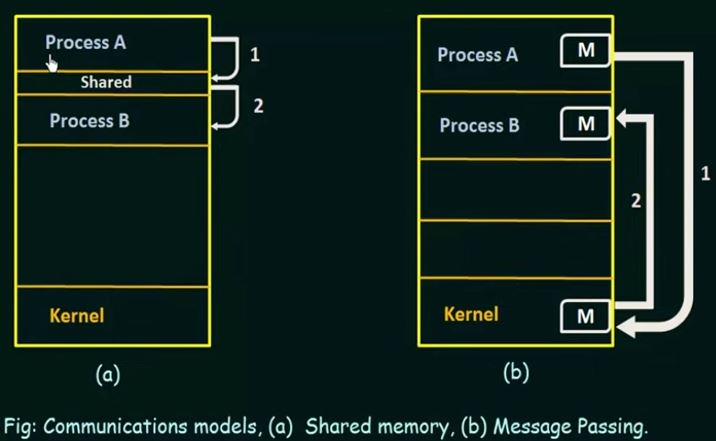 Process A
1
Shared
2
Process B
Kernel
(a)
Process A M
Process B M
1
2
Kernel M
(b)
Fig: Communications models, (a) Shared memory, (b) Message Passing.